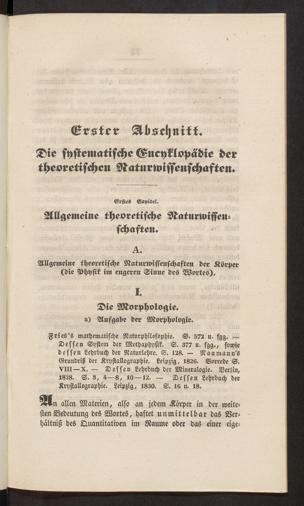 Erster Abschnitt.
Die systematische Encyklopädie der
theoretischen Naturwissenschaften.
Erstes Capitel.
Allgemeine theoretische Naturwissen-
schaften.
A.
Allgemeine theoretische Naturwissenschaften der Körper
(die Physik im engeren Sinne des Wortes).
I.
Die Morphologie.
a) Aufgabe der Morphologie.
Fries's mathematische Naturphilosophie. S. 572 u. fgg. —
Dessen System der Metaphysik. S. 377 u. fgg., sowie
dessen Lehrbuch der Naturlehre. S. 128. — Naumann's
Grundriß der Krystallographie. Leipzig, 1826. Vorrede S.
VIII—X. — Dessen Lehrbuch der Mineralogie. Berlin,
1828. S. 3, 4—8, 10—12. — Dessen Lehrbuch der
Krystallographie. Leipzig, 1830. S. 16 u. 18.
An allen Materien, also an jedem Körper in der weite-
sten Bedeutung des Wortes, haftet unmittelbar das Ver-
hältniß des Quantitativen im Raume oder das einer eige-